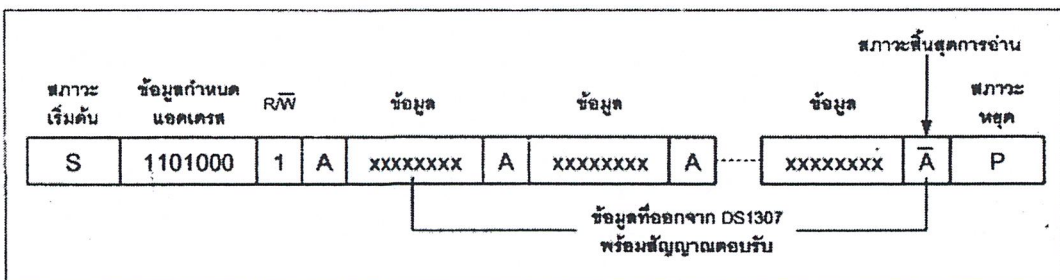 สภาวะสิ้นสุดการอ่าน
สภาวะ
เริ่มต้น
ข้อมูลกำหนด
แอดเดรส
R/W̅
ข้อมูล
ข้อมูล
ข้อมูล
สภาวะ
หยุด
S 1101000 1 A xxxxxxxx A xxxxxxxx A xxxxxxxx A̅ P
ข้อมูลที่ออกจาก DS1307
พร้อมสัญญาณตอบรับ